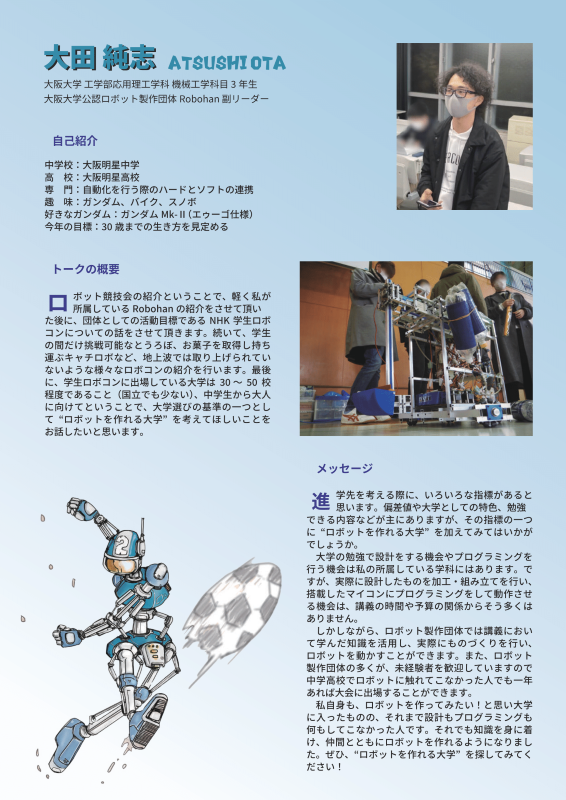 大田 純志 ATSUSHI OTA
大阪大学 工学部応用理工学科 機械工学科目 3 年生
大阪大学公認ロボット製作団体 Robohan 副リーダー
自己紹介
中学校：大阪明星中学
高　校：大阪明星高校
専　門：自動化を行う際のハードとソフトの連携
趣　味：ガンダム、バイク、スノボ
好きなガンダム：ガンダム Mk-Ⅱ（エゥーゴ仕様）
今年の目標：30 歳までの生き方を見定める
トークの概要
ロボット競技会の紹介ということで、軽く私が
所属している Robohan の紹介をさせて頂い
た後に、団体としての活動目標である NHK 学生ロボ
コンについての話をさせて頂きます。続いて、学生
の間だけ挑戦可能なとうろぼ、お菓子を取得し持ち
運ぶキャチロボなど、地上波では取り上げられてい
ないような様々なロボコンの紹介を行います。最後
に、学生ロボコンに出場している大学は 30 〜 50 校
程度であること（国立でも少ない）、中学生から大人
に向けてということで、大学選びの基準の一つとし
て “ロボットを作れる大学” を考えてほしいことを
お話したいと思います。
メッセージ
進学先を考える際に、いろいろな指標があると
思います。偏差値や大学としての特色、勉強
できる内容などが主にありますが、その指標の一つ
に “ロボットを作れる大学” を加えてみてはいかが
でしょうか。
　大学の勉強で設計をする機会やプログラミングを
行う機会は私の所属している学科にはあります。で
すが、実際に設計したものを加工・組み立てを行い、
搭載したマイコンにプログラミングをして動作させ
る機会は、講義の時間や予算の関係からそう多くは
ありません。
　しかしながら、ロボット製作団体では講義におい
て学んだ知識を活用し、実際にものづくりを行い、
ロボットを動かすことができます。また、ロボット
製作団体の多くが、未経験者を歓迎していますので
中学高校でロボットに触れてこなかった人でも一年
あれば大会に出場することができます。
　私自身も、ロボットを作ってみたい！と思い大学
に入ったものの、それまで設計もプログラミングも
何もしてこなかった人です。それでも知識を身に着
け、仲間とともにロボットを作れるようになりまし
た。ぜひ、“ロボットを作れる大学” を探してみてく
ださい！
2